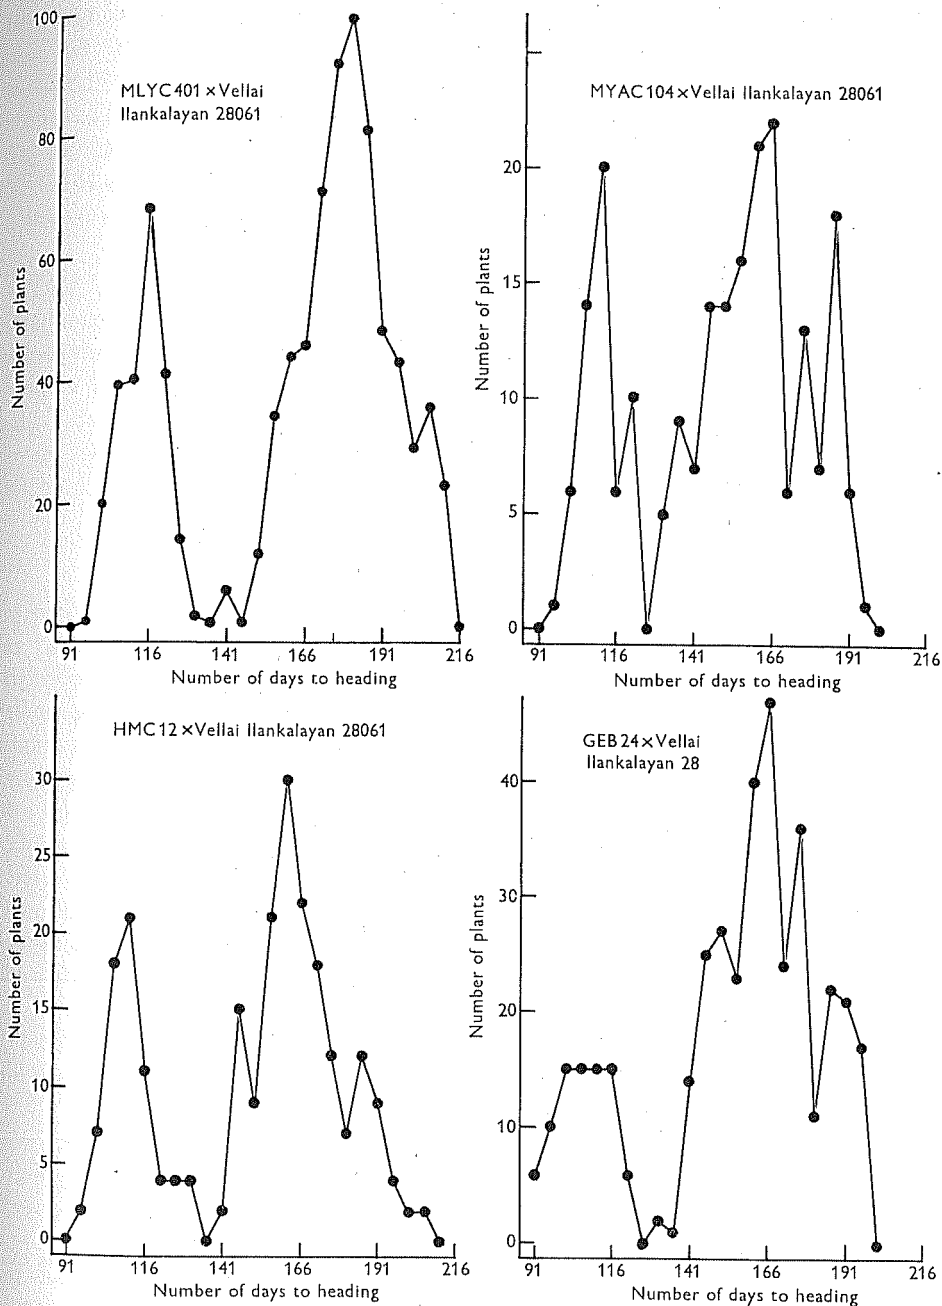 MLYC401 × Vellai
Ilankalayan 28061
Number of plants
100
80
60
40
20
0
91 116 141 166 191 216
Number of days to heading
MYAC104 × Vellai Ilankalayan 28061
Number of plants
20
15
10
5
0
91 116 141 166 191 216
Number of days to heading
HMC12 × Vellai Ilankalayan 28061
Number of plants
30
25
20
15
10
5
0
91 116 141 166 191 216
Number of days to heading
GEB24 × Vellai
Ilankalayan 28
Number of plants
40
30
20
10
0
91 116 141 166 191 216
Number of days to heading